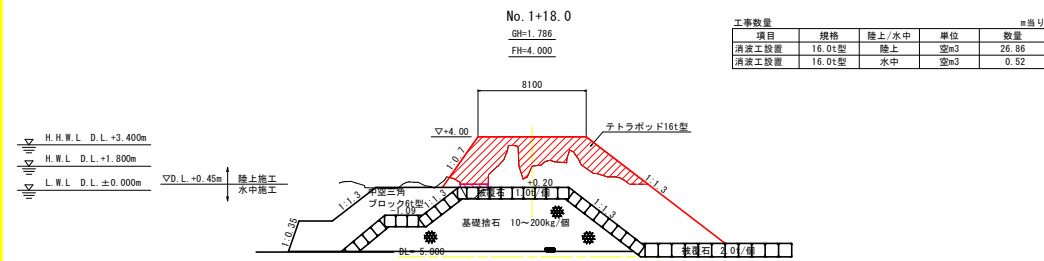 No.1+18.0
GH=1.786
FH=4.000
工事数量 m当り
項目 規格 陸上/水中 単位 数量
消波工設置 16.0t型 陸上 空m3 26.86
消波工設置 16.0t型 水中 空m3 0.52
8100
▽+4.00
テトラポッド16t型
H.H.W.L D.L.+3.400m
H.W.L D.L.+1.800m
L.W.L D.L.±0.000m
▽D.L.+0.45m
陸上施工
水中施工
1:0.7
1:1.3
+0.20
中空三角
ブロック6t型
被覆石 1.0t/個
1:1.3
1:1.3
-1.09
1:1.3
基礎捨石 10～200kg/個
1:0.35
DL=-5.000
被覆石 2.0t/個